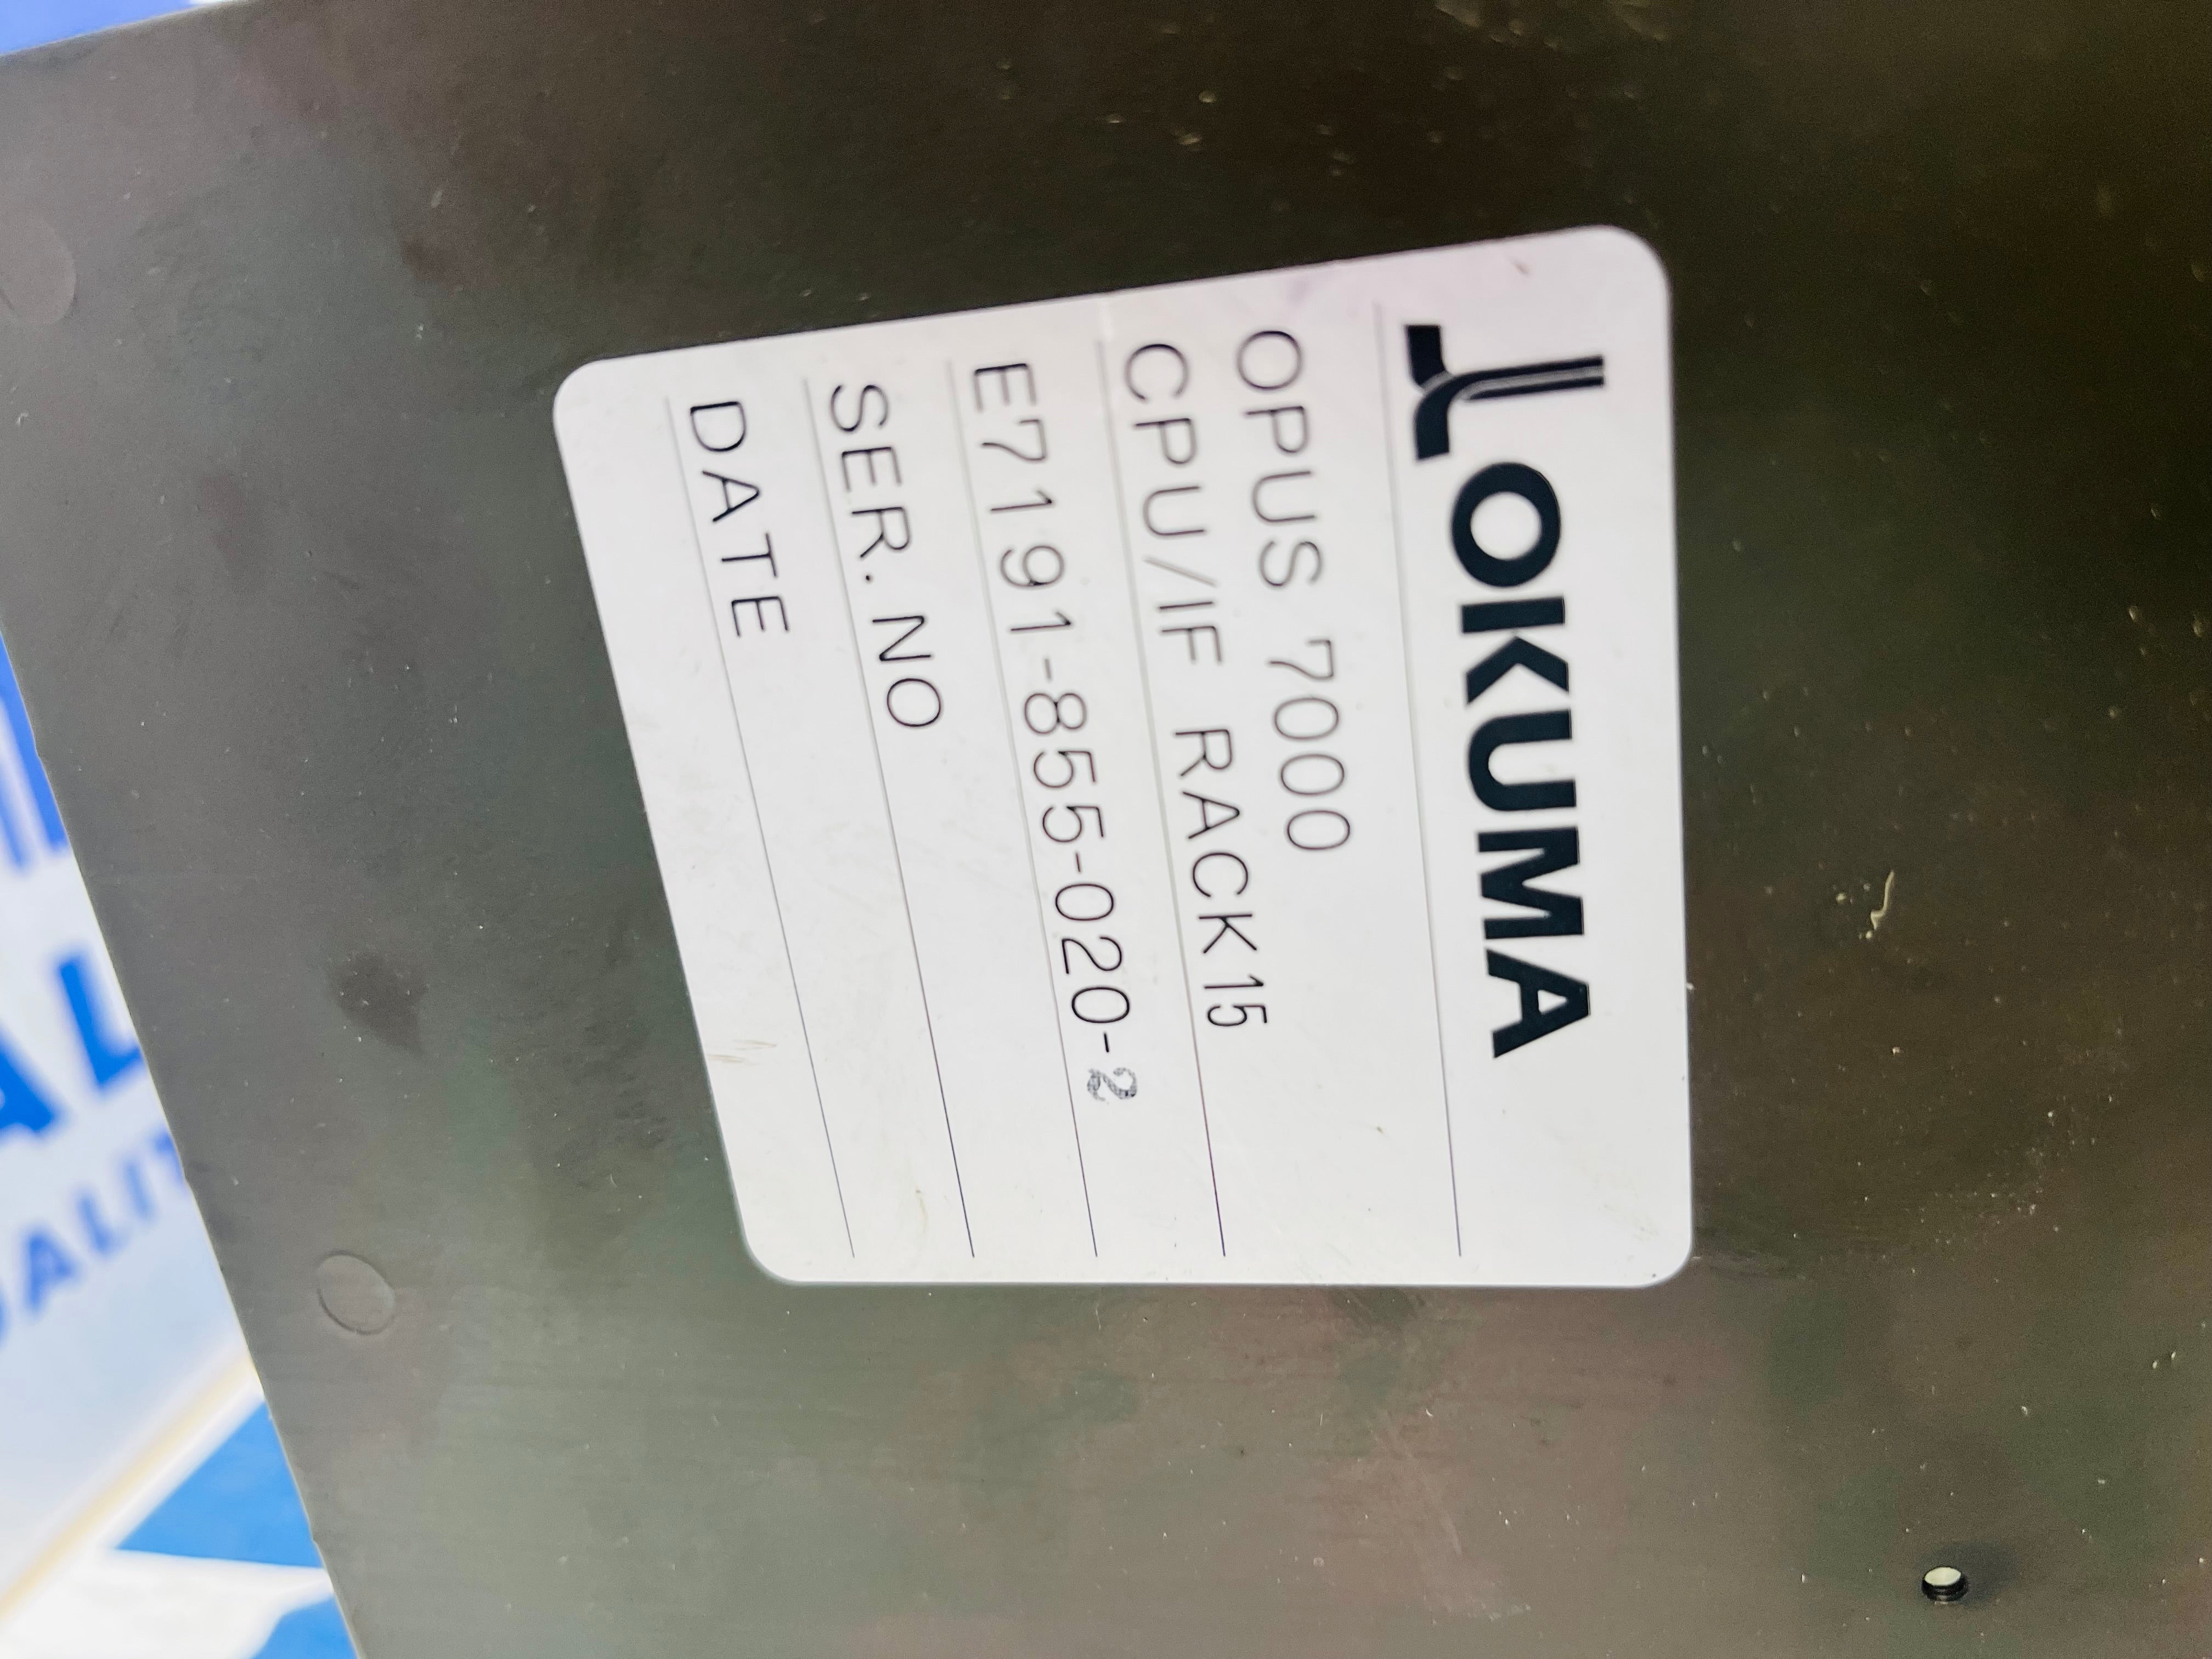 OKUMA
OPUS 7000
CPU/IF RACK15
E7191-855-020-2
SER.NO
DATE